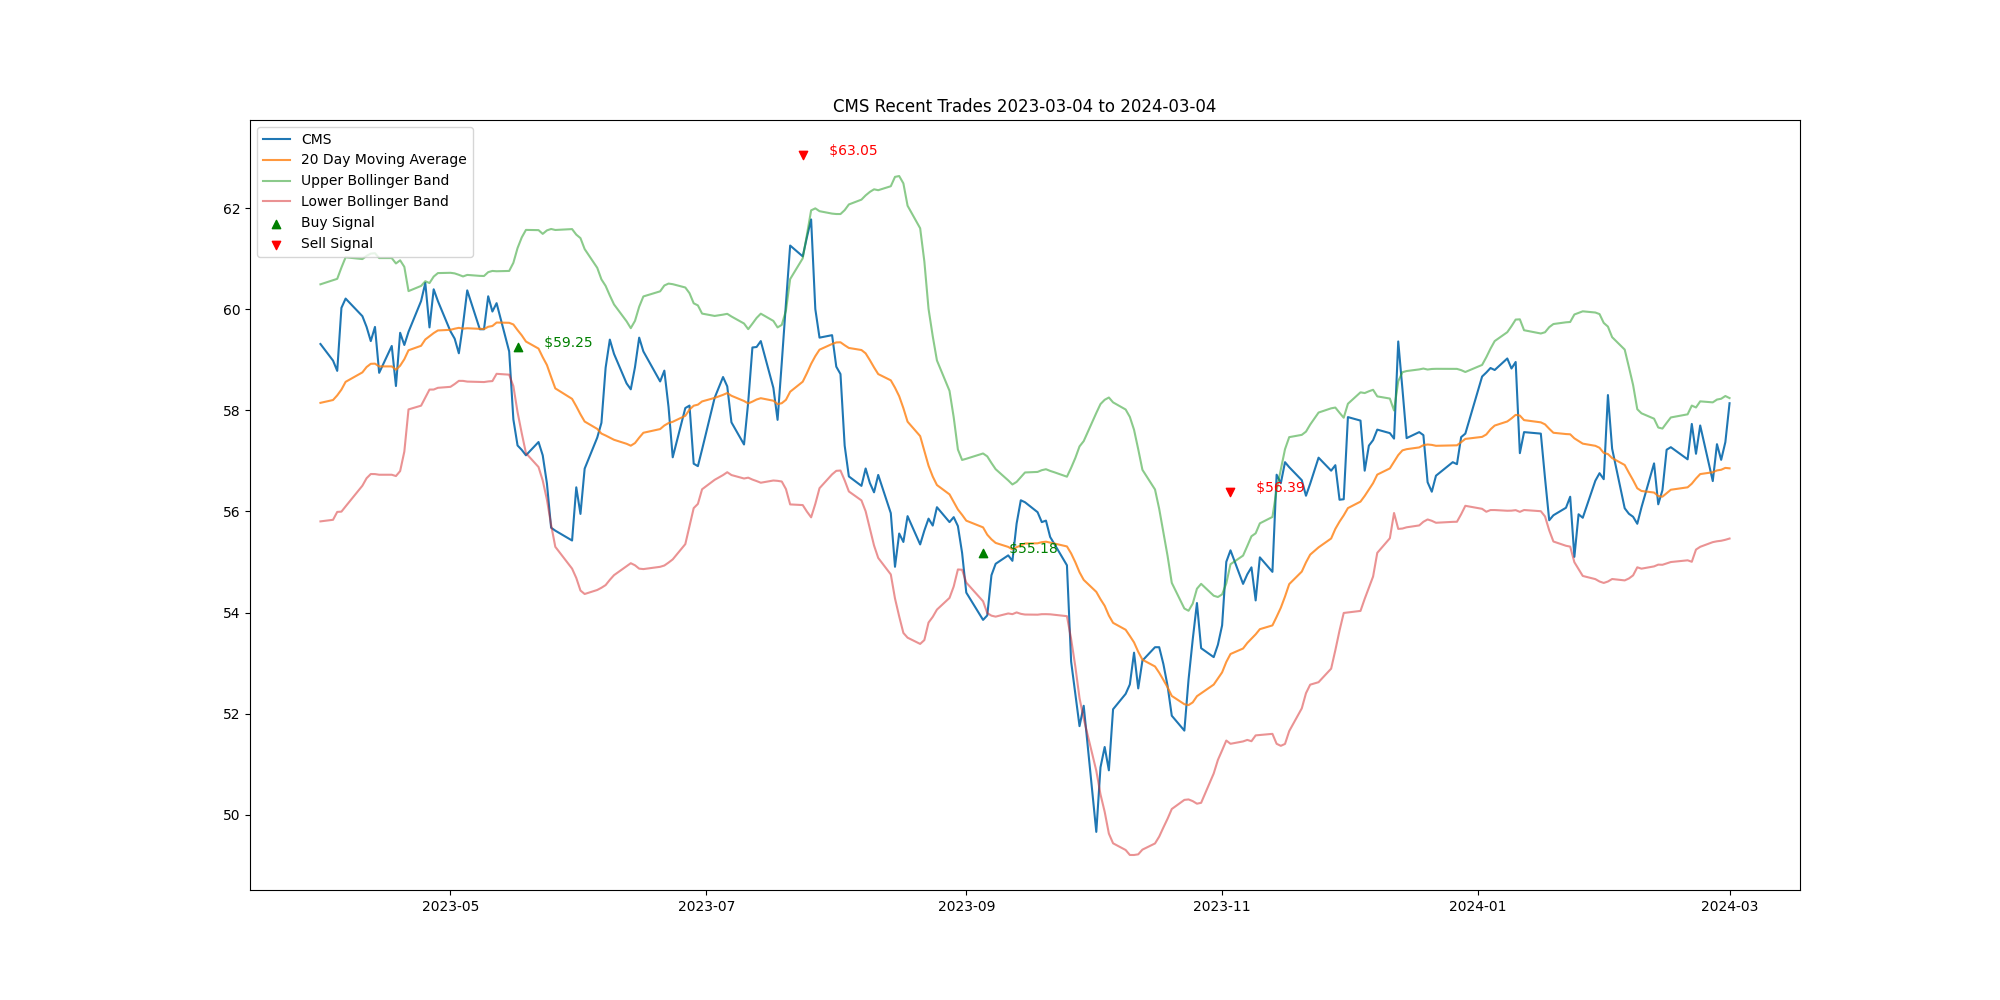 CMS Recent Trades 2023-03-04 to 2024-03-04
CMS
20 Day Moving Average
Upper Bollinger Band
Lower Bollinger Band
Buy Signal
Sell Signal
$63.05
$59.25
$56.39
$55.18
62
60
58
56
54
52
50
2023-05
2023-07
2023-09
2023-11
2024-01
2024-03